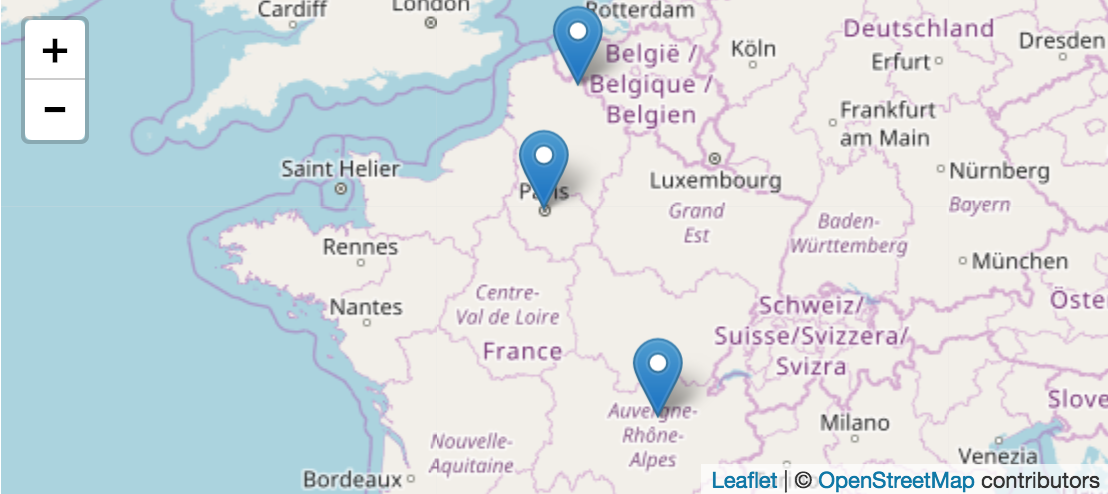 +
−
Cardiff
London
Rotterdam
België /
Belgique /
Belgien
Köln
Deutschland
Dresden
Erfurt
Frankfurt
am Main
Saint Helier
Paris
Luxembourg
Nürnberg
Grand
Est
Baden-
Württemberg
Bayern
Rennes
München
Centre-
Val de Loire
Nantes
Schweiz/
Suisse/Svizzera/
Svizra
Öste
France
Auvergne-
Rhône-
Alpes
Slove
Nouvelle-
Aquitaine
Milano
Venezia
Bordeaux
Leaflet | © OpenStreetMap contributors